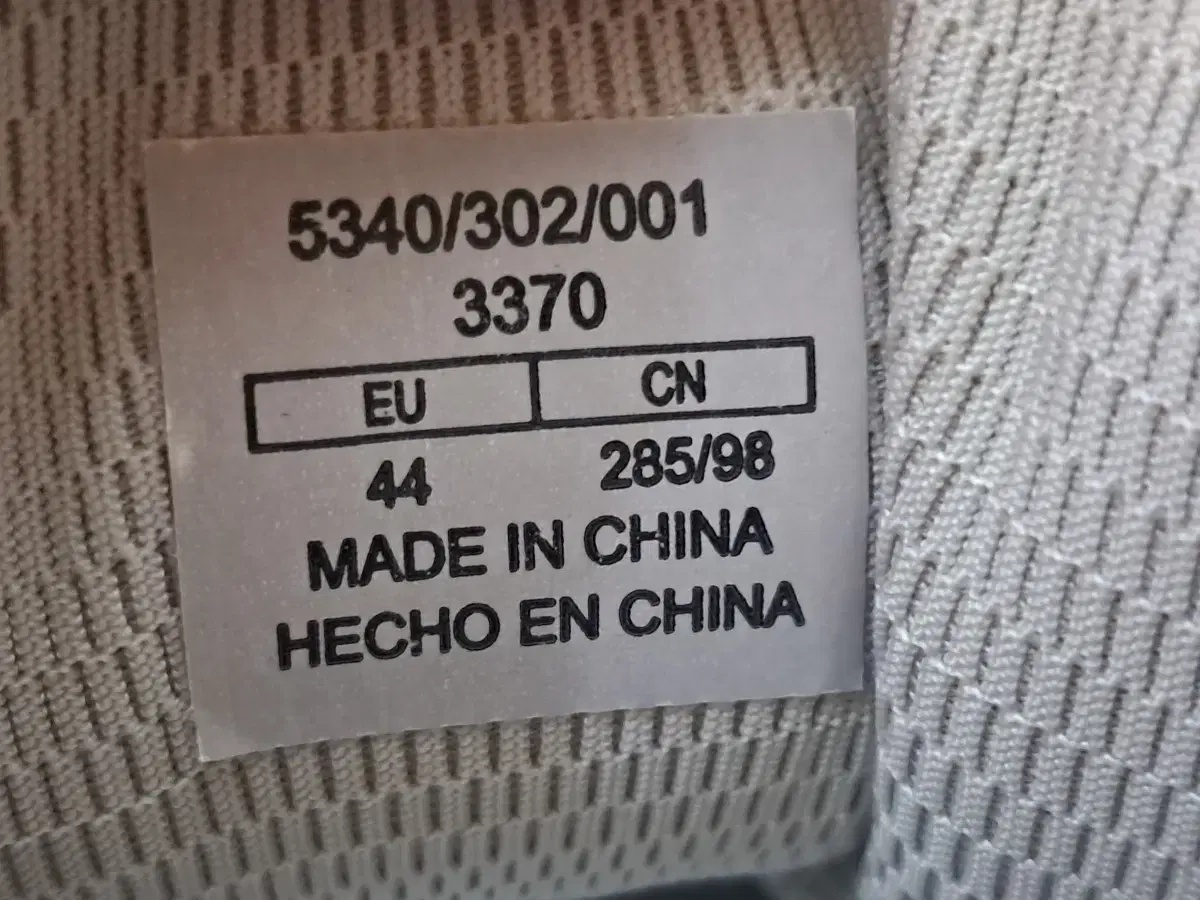 5340/302/001
3370
EU CN
44 285/98
MADE IN CHINA
HECHO EN CHINA